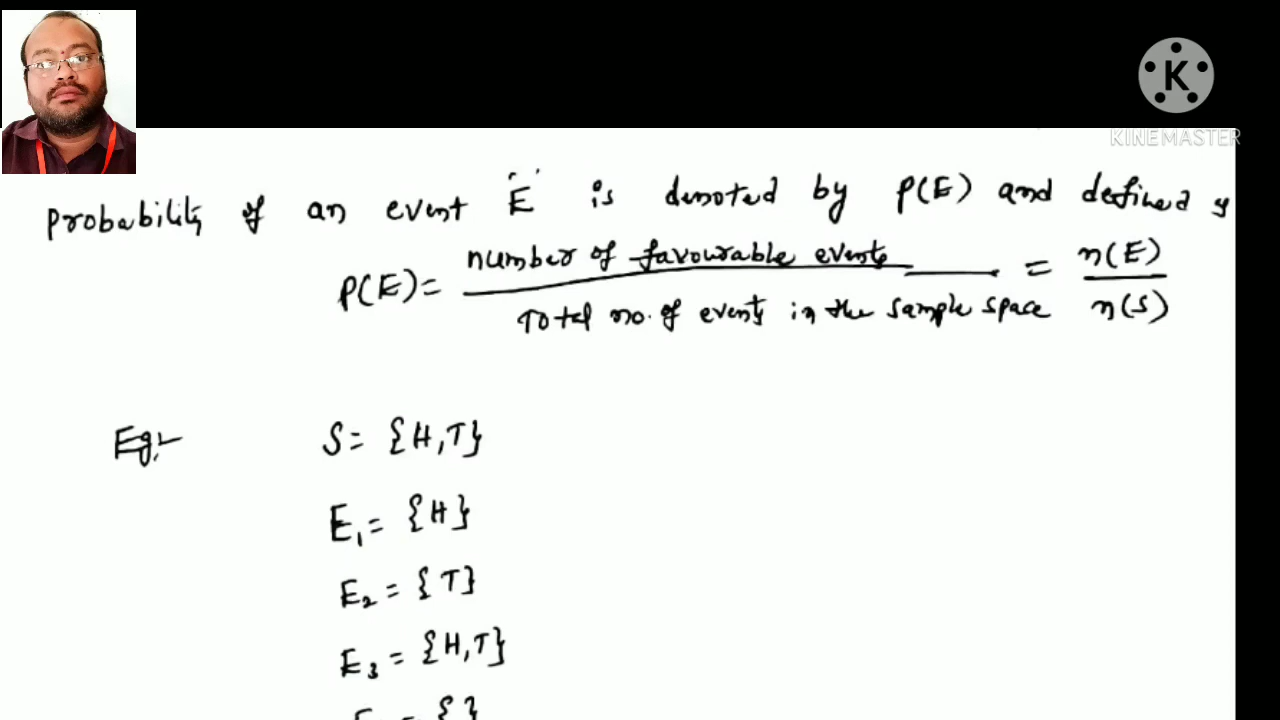 K
KINEMASTER
Probability of an event "E" is denoted by P(E) and defined as
P(E) = number of favourable events / Total no. of events in the sample space = n(E) / n(S)
Eg:-
S = {H,T}
E₁ = {H}
E₂ = {T}
E₃ = {H,T}
= { }